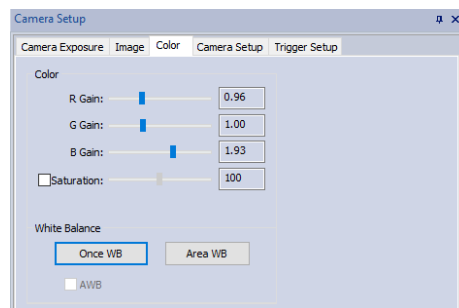 Camera Setup
Camera Exposure Image Color Camera Setup Trigger Setup
Color
R Gain: 0.96
G Gain: 1.00
B Gain: 1.93
Saturation: 100
White Balance
Once WB Area WB
AWB